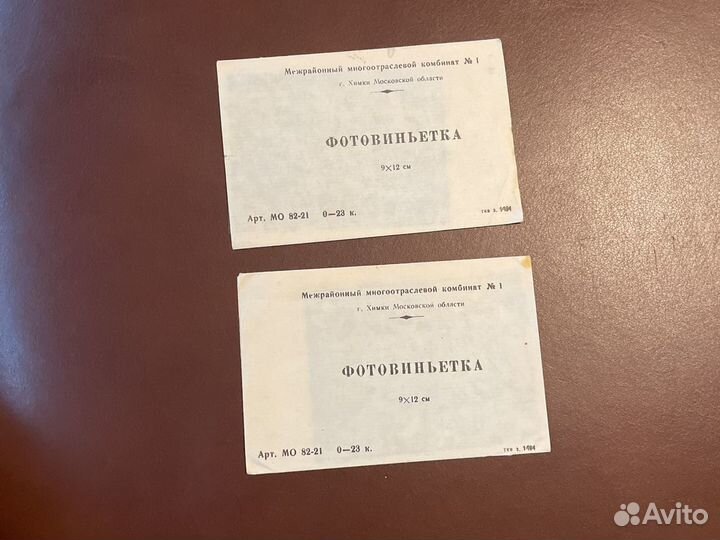 Межрайонный многоотраслевой комбинат № 1
г. Химки Московской области
ФОТОВИНЬЕТКА
9×12 см
Арт. МО 82-21 0—23 к.
Межрайонный многоотраслевой комбинат № 1
г. Химки Московской области
ФОТОВИНЬЕТКА
9×12 см
Арт. МО 82-21 0—23 к.
Avito